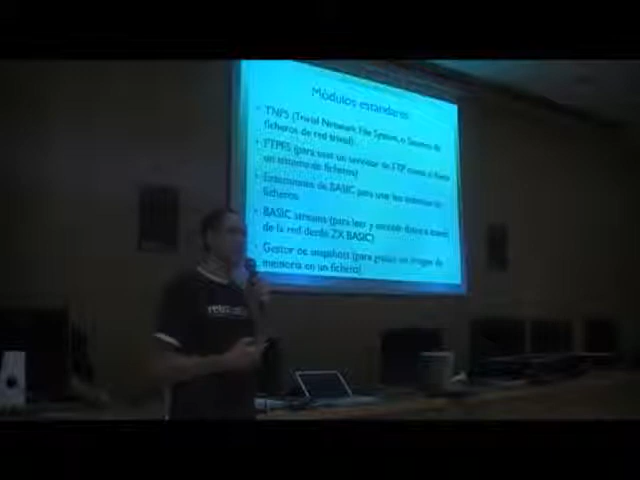 Módulos estándares
TNFS (Trivial Network File System, o Sistema de
ficheros de red trivial)
FTPFS (para usar un servidor de FTP como si fuera
un sistema de ficheros)
Extensiones de BASIC para usar los sistemas de
ficheros
BASIC streams (para leer y escribir datos a través
de la red desde ZX BASIC)
Gestor de snapshots (para grabar un imagen de
memoria en un fichero)